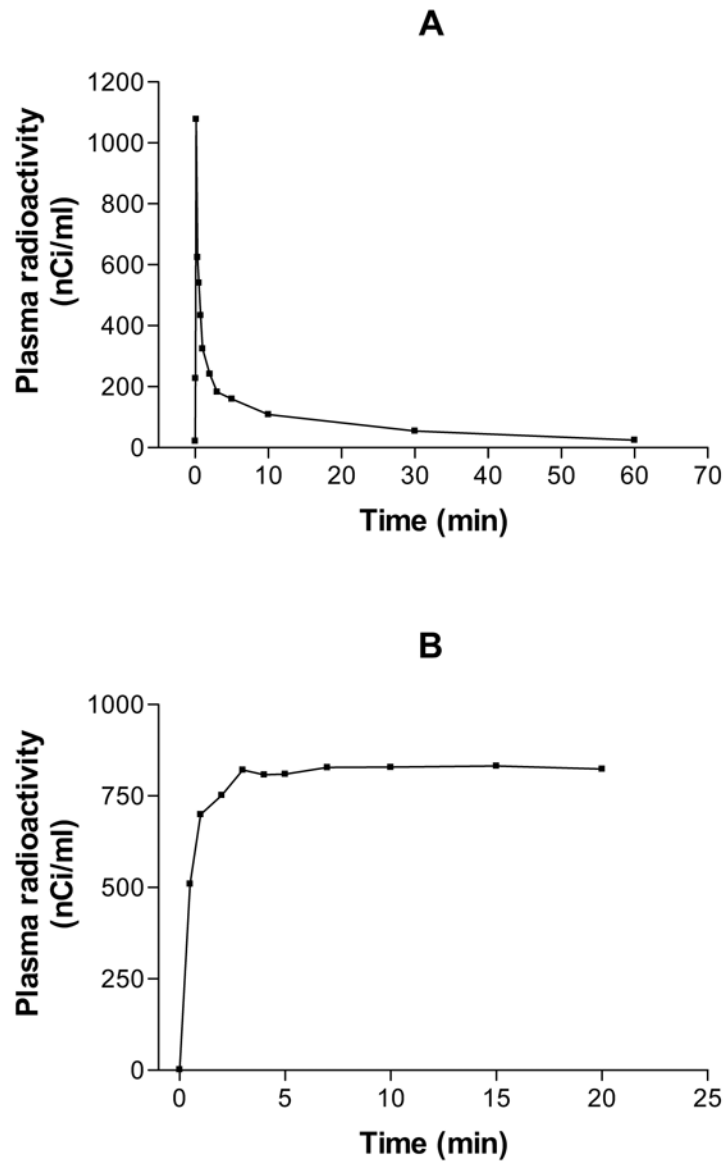 A
Plasma radioactivity
(nCi/ml)
1200
1000
800
600
400
200
0
0 10 20 30 40 50 60 70
Time (min)
B
Plasma radioactivity
(nCi/ml)
1000
750
500
250
0
0 5 10 15 20 25
Time (min)